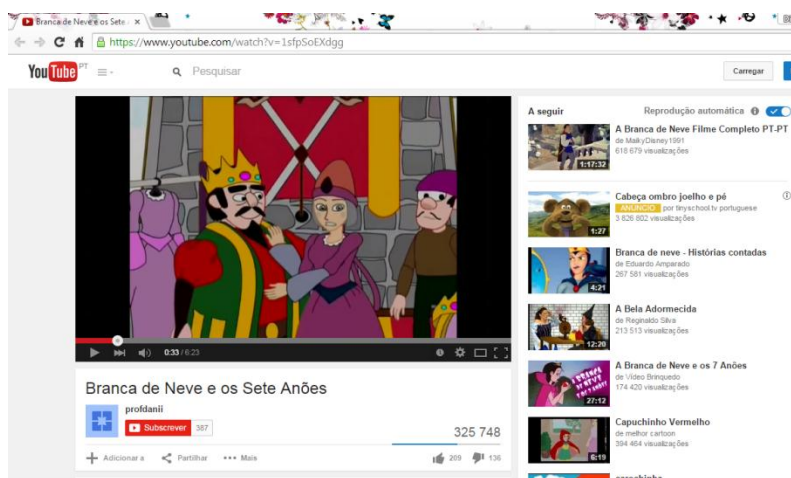 Branca de Neve e os Sete
https://www.youtube.com/watch?v=1sfpSoEXdgg
YouTube PT
Pesquisar
Carregar
0:33 / 6:23
Branca de Neve e os Sete Anões
profdanii
Subscrever 387
325 748
Adicionar a Partilhar Mais
209 136
A seguir
Reprodução automática
A Branca de Neve Filme Completo PT-PT
de MalkyDisney1991
618 679 visualizações
1:17:32
Cabeça ombro joelho e pé
ANÚNCIO por tinyschool.tv portuguese
3 826 802 visualizações
1:27
Branca de neve - Histórias contadas
de Eduardo Amparado
267 581 visualizações
4:21
A Bela Adormecida
de Reginaldo Silva
213 513 visualizações
12:20
A Branca de Neve e os 7 Anões
de Vídeo Brinquedo
174 420 visualizações
27:12
Capuchinho Vermelho
de melhor cartoon
394 464 visualizações
6:19